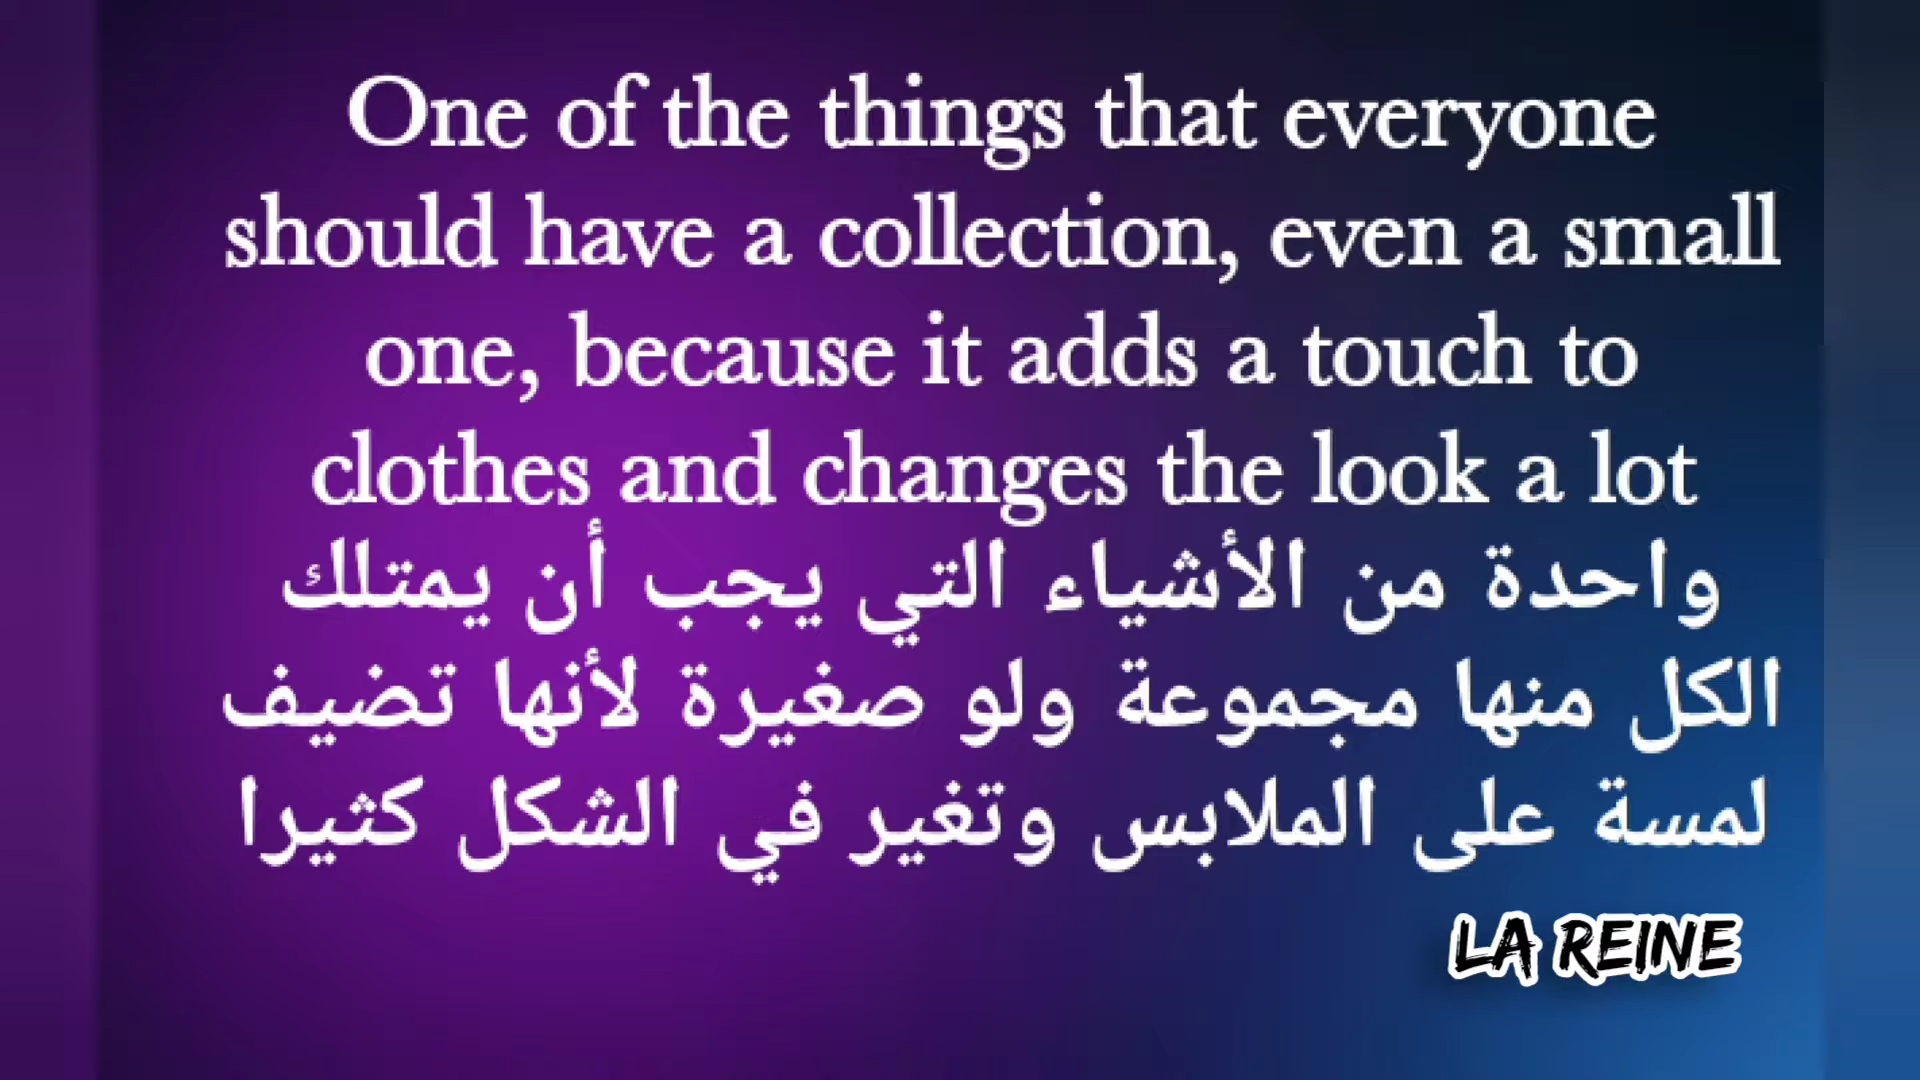 One of the things that everyone
should have a collection, even a small
one, because it adds a touch to
clothes and changes the look a lot
واحدة من الأشياء التي يجب أن يمتلك
الكل منها مجموعة ولو صغيرة لأنها تضيف
لمسة على الملابس وتغير في الشكل كثيرا
LA REINE